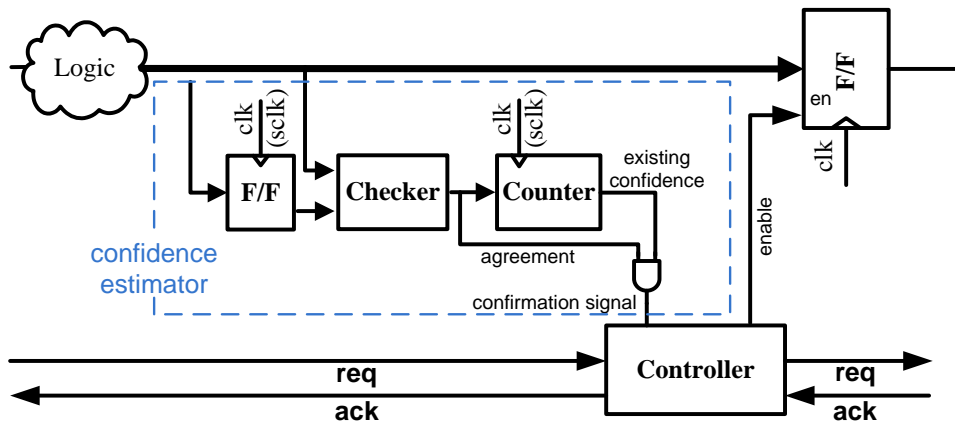 Logic
F/F
en
clk
clk
(sclk)
clk
(sclk)
existing
confidence
F/F
Checker
Counter
enable
confidence
estimator
agreement
confirmation signal
Controller
req
req
ack
ack